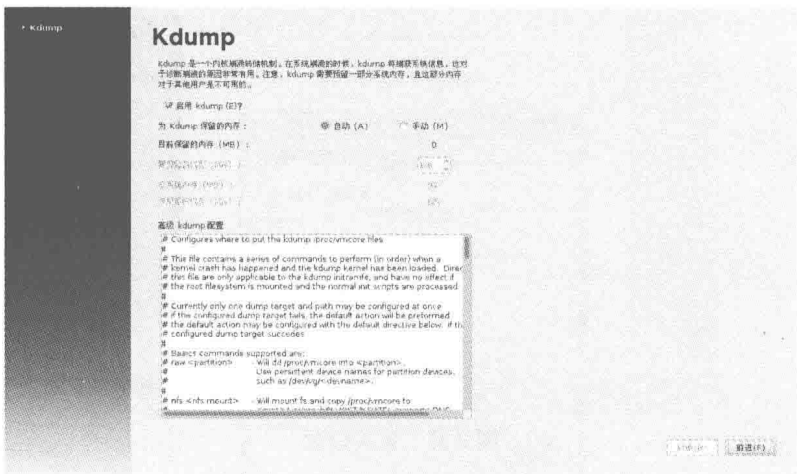 Kdump
Kdump
kdump 是一个内核崩溃转储机制。在系统崩溃的时候，kdump 将捕获系统信息，这对
于诊断崩溃的原因非常有用。注意，kdump 需要预留一部分系统内存，且这部分内存
对于其他用户是不可用的。
启用 kdump (E)?
为 Kdump 保留的内存：
自动 (A)
手动 (M)
目前保留的内存 (MB)：
0
高级 kdump 配置
# Configures where to put the kdump /proc/vmcore files
#
# This file contains a series of commands to perform (in order) when a
# kernel crash has happened and the kdump kernel has been loaded. Direc
# this file are only applicable to the kdump initramfs, and have no effect if
# the root filesystem is mounted and the normal init scripts are processed
#
# Currently only one dump target and path may be configured at once
# if the configured dump target fails, the default action will be preformed
# the default action may be configured with the default directive below. If th
# configured dump target succedes
#
# Basics commands supported are:
# raw <partition> - Will dd /proc/vmcore into <partition>.
# Use persistent device names for partition devices,
# such as /dev/vg/<devname>.
#
# nfs <nfs mount> - Will mount fs and copy /proc/vmcore to
前进(F)